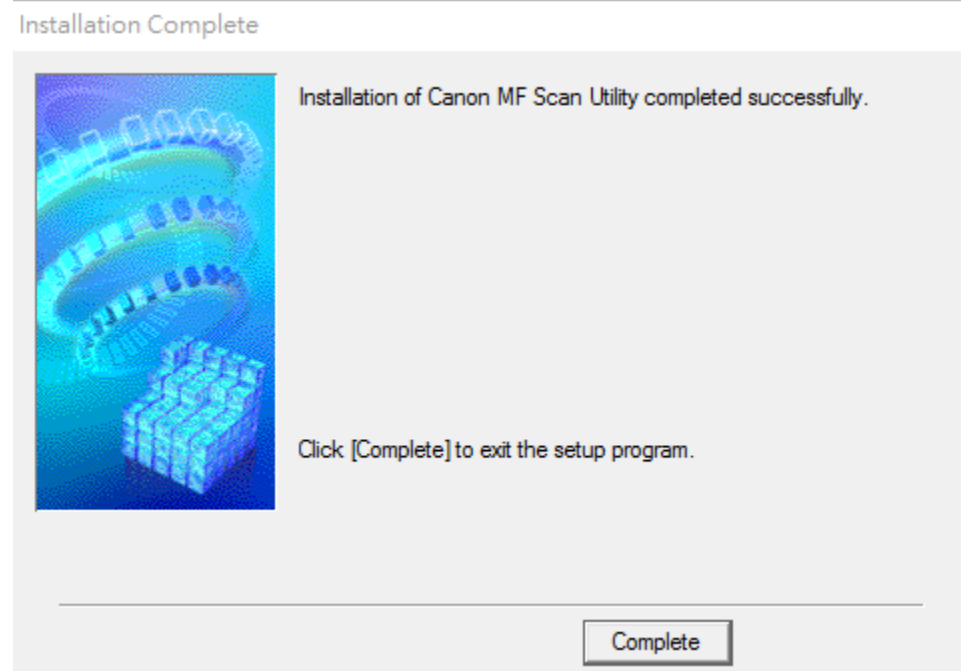 Installation Complete
Installation of Canon MF Scan Utility completed successfully.
Click [Complete] to exit the setup program.
Complete